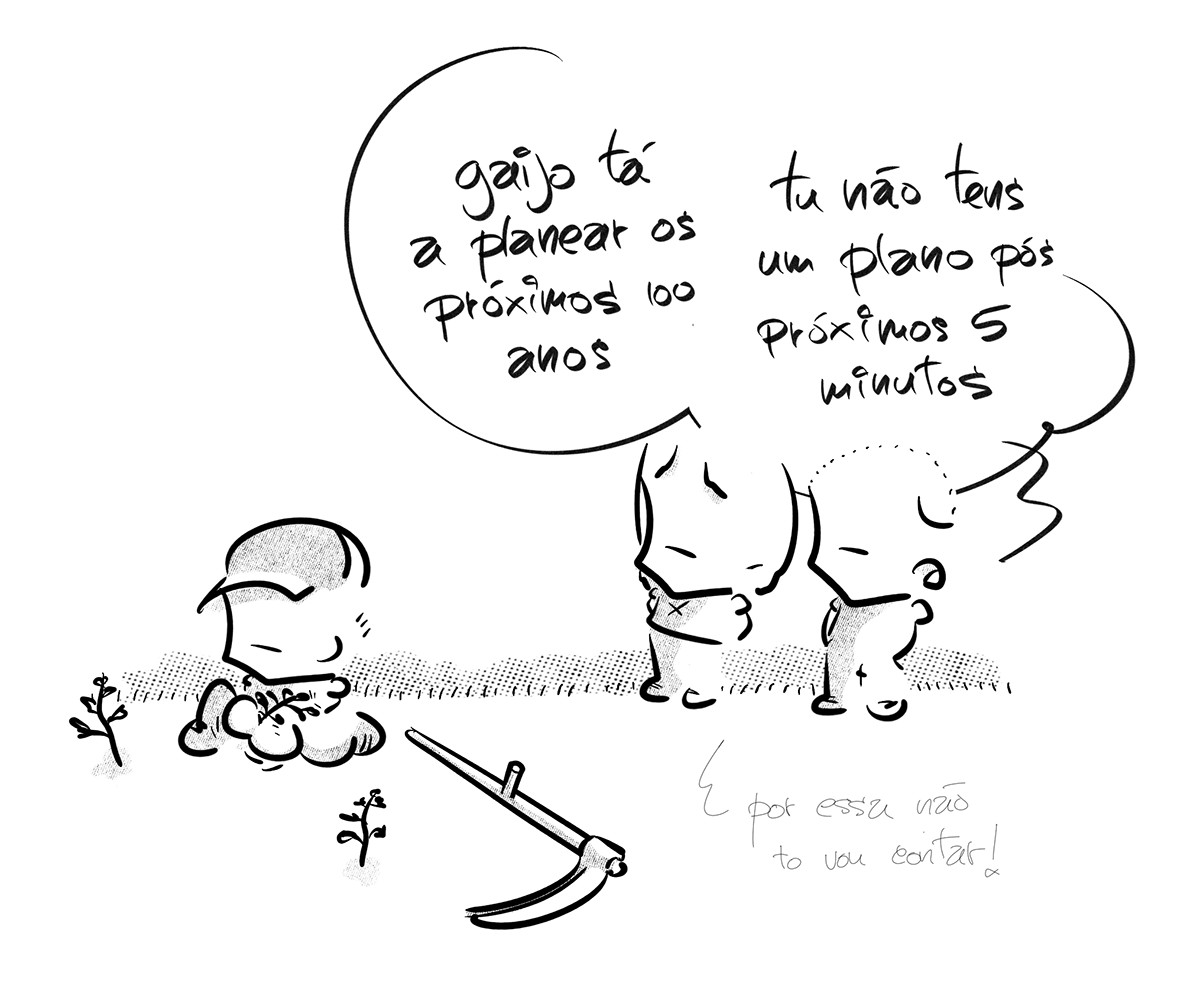 gaijo tá
a planear os
próximos 100
anos
tu não tens
um plano pós
próximos 5
minutos
por essa não
to vou contar!